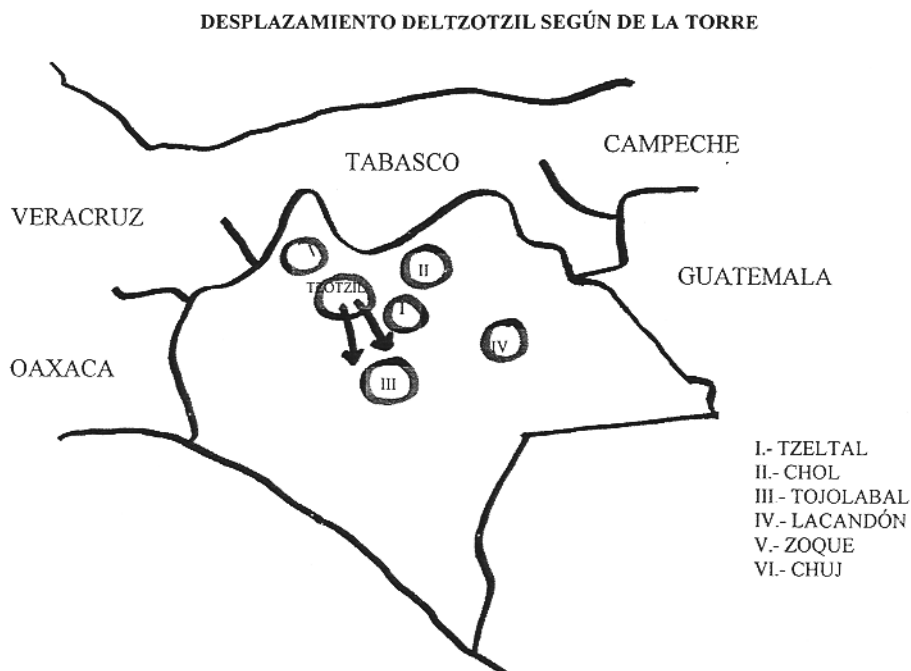 DESPLAZAMIENTO DELTZOTZIL SEGÚN DE LA TORRE
CAMPECHE
TABASCO
VERACRUZ
V
II
GUATEMALA
TZOTZIL
I
IV
OAXACA
III
I.- TZELTAL
II.- CHOL
III.- TOJOLABAL
IV.- LACANDÓN
V.- ZOQUE
VI.- CHUJ